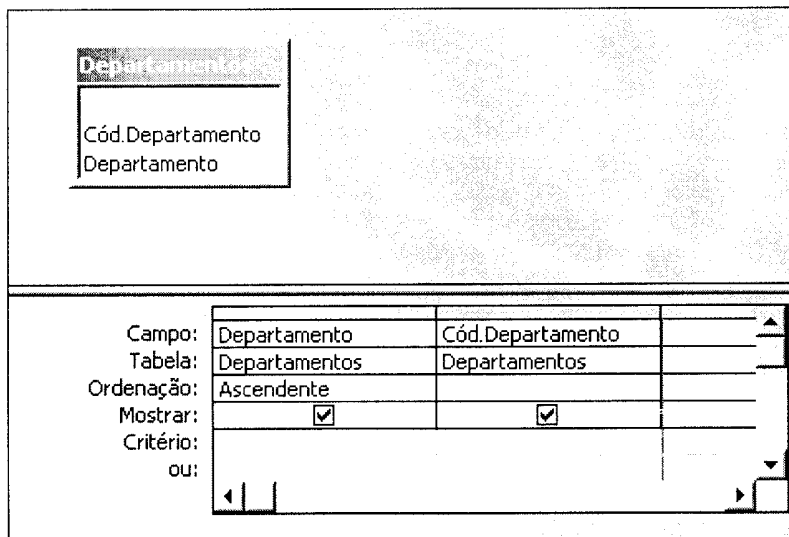 Departamentos
Cód.Departamento
Departamento
Campo: Departamento Cód.Departamento
Tabela: Departamentos Departamentos
Ordenação: Ascendente
Mostrar:
Critério:
ou: